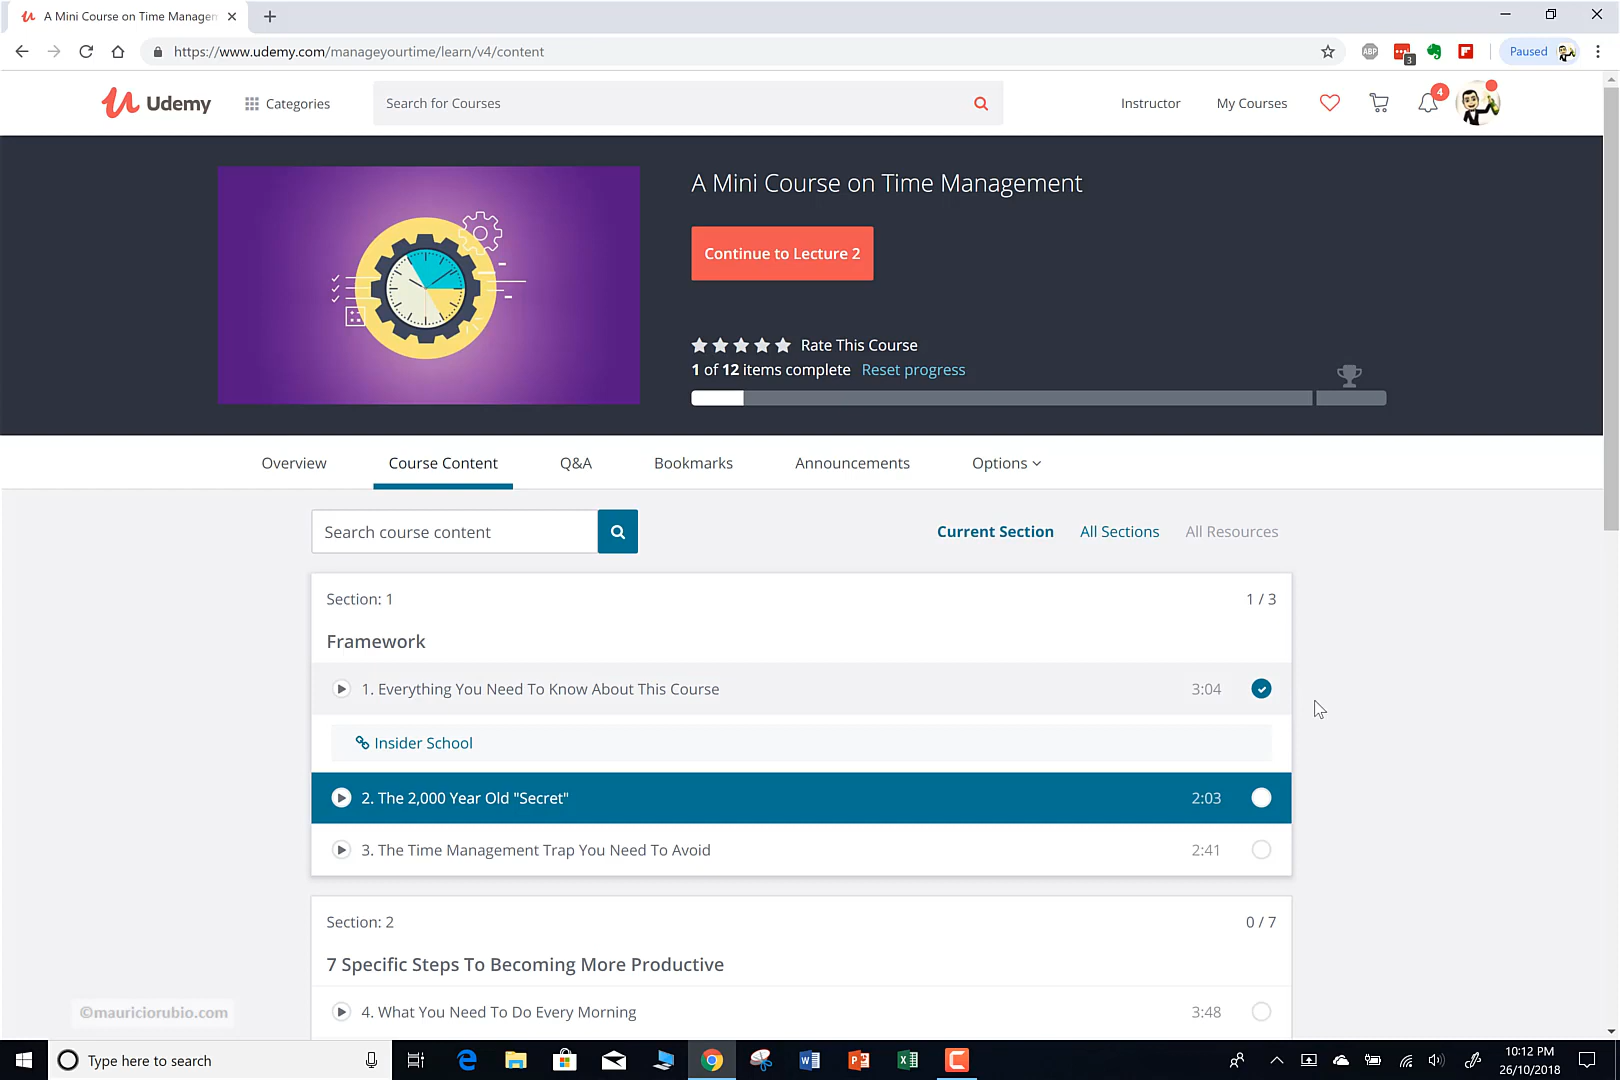 A Mini Course on Time Managem
https://www.udemy.com/manageyourtime/learn/v4/content
ABP
3
Paused
Udemy
Categories
Search for Courses
Instructor
My Courses
4
A Mini Course on Time Management
Continue to Lecture 2
Rate This Course
1 of 12 items complete Reset progress
Overview
Course Content
Q&A
Bookmarks
Announcements
Options
Search course content
Current Section
All Sections
All Resources
Section: 1
1 / 3
Framework
1. Everything You Need To Know About This Course
3:04
Insider School
2. The 2,000 Year Old "Secret"
2:03
3. The Time Management Trap You Need To Avoid
2:41
Section: 2
0 / 7
7 Specific Steps To Becoming More Productive
4. What You Need To Do Every Morning
3:48
©mauriciorubio.com
Type here to search
10:12 PM
26/10/2018